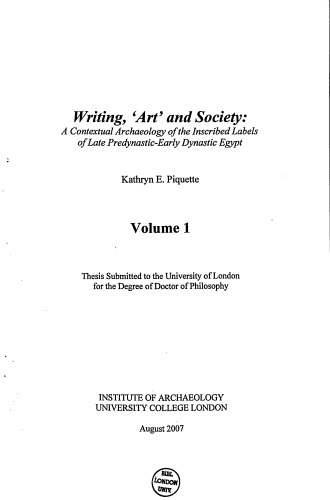 Writing, 'Art' and Society:
A Contextual Archaeology of the Inscribed Labels
of Late Predynastic-Early Dynastic Egypt
Kathryn E. Piquette
Volume 1
Thesis Submitted to the University of London
for the Degree of Doctor of Philosophy
INSTITUTE OF ARCHAEOLOGY
UNIVERSITY COLLEGE LONDON
August 2007
BIBL
LONDON
UNIV